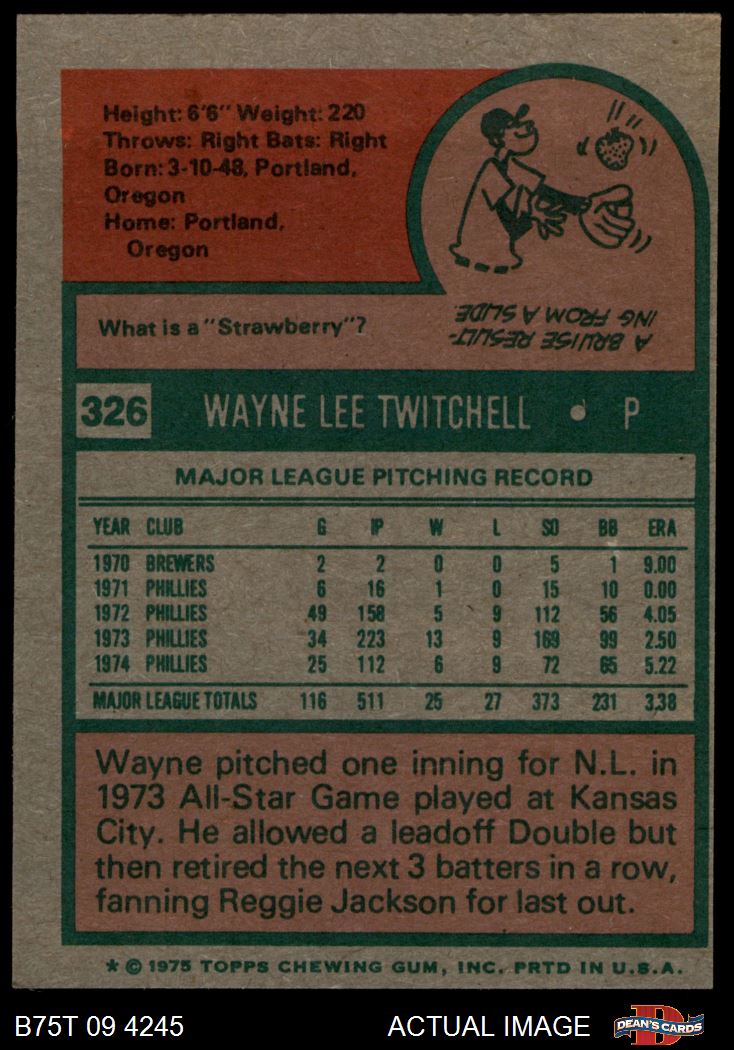 Height: 6'6" Weight: 220
Throws: Right Bats: Right
Born: 3-10-48, Portland,
Oregon
Home: Portland,
Oregon
What is a "Strawberry"?
A BRUISE RESULT-
ING FROM A SLIDE.
326 WAYNE LEE TWITCHELL • P
MAJOR LEAGUE PITCHING RECORD
YEAR CLUB G IP W L SO BB ERA
1970 BREWERS 2 2 0 0 5 1 9.00
1971 PHILLIES 6 16 1 0 15 10 0.00
1972 PHILLIES 49 158 5 9 112 56 4.05
1973 PHILLIES 34 223 13 9 169 99 2.50
1974 PHILLIES 25 112 6 9 72 65 5.22
MAJOR LEAGUE TOTALS 116 511 25 27 373 231 3.38
Wayne pitched one inning for N.L. in
1973 All-Star Game played at Kansas
City. He allowed a leadoff Double but
then retired the next 3 batters in a row,
fanning Reggie Jackson for last out.
* © 1975 TOPPS CHEWING GUM, INC. PRTD IN U.S.A.
B75T 09 4245 ACTUAL IMAGE DEAN'S CARDS